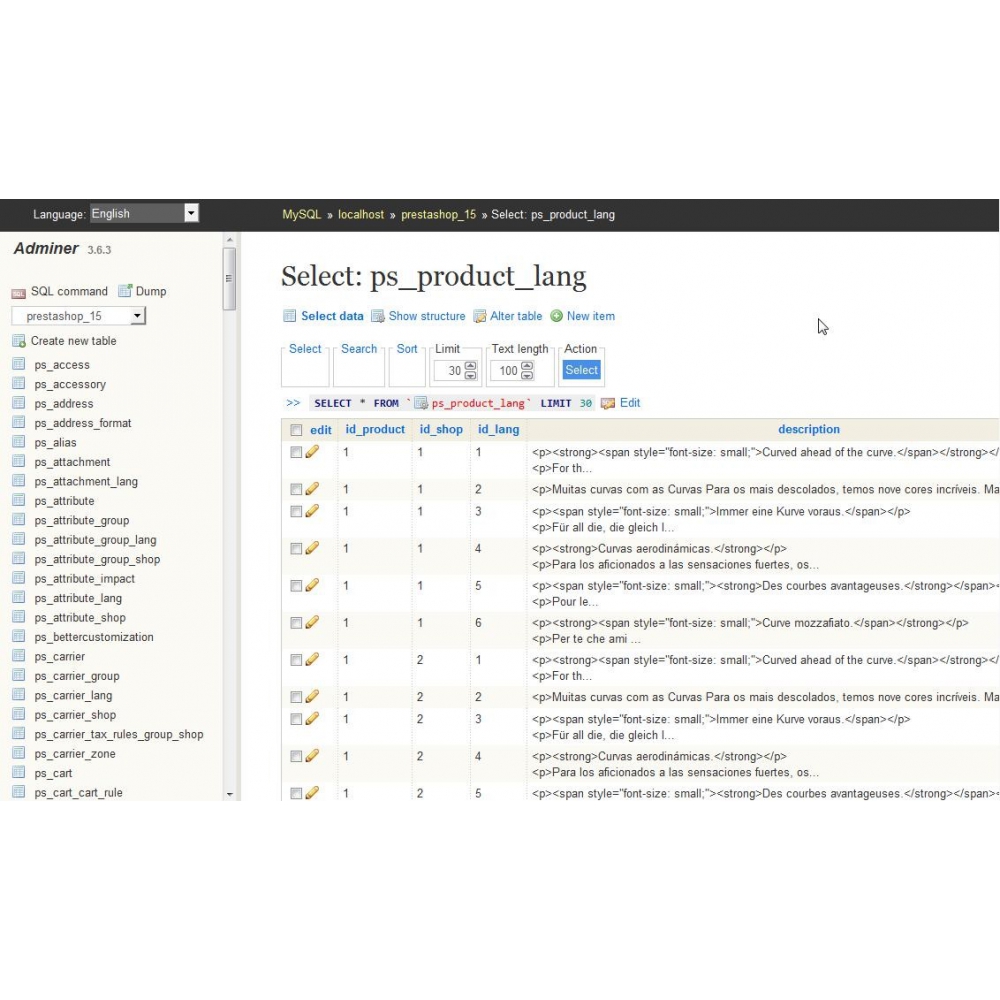 Language: English
MySQL » localhost » prestashop_15 » Select: ps_product_lang
Adminer 3.6.3
SQL command Dump
prestashop_15
Create new table
ps_access
ps_accessory
ps_address
ps_address_format
ps_alias
ps_attachment
ps_attachment_lang
ps_attribute
ps_attribute_group
ps_attribute_group_lang
ps_attribute_group_shop
ps_attribute_impact
ps_attribute_lang
ps_attribute_shop
ps_bettercustomization
ps_carrier
ps_carrier_group
ps_carrier_lang
ps_carrier_shop
ps_carrier_tax_rules_group_shop
ps_carrier_zone
ps_cart
ps_cart_cart_rule
Select: ps_product_lang
Select data Show structure Alter table New item
Select Search Sort Limit Text length Action
30 100 Select
>> SELECT * FROM `ps_product_lang` LIMIT 30 Edit
edit id_product id_shop id_lang description
1 1 1 <p><strong><span style="font-size: small;">Curved ahead of the curve.</span></strong></
<p>For th...
1 1 2 <p>Muitas curvas com as Curvas Para os mais descolados, temos nove cores incríveis. Ma
1 1 3 <p><span style="font-size: small;">Immer eine Kurve voraus.</span></p>
<p>Für all die, die gleich l...
1 1 4 <p><strong>Curvas aerodinámicas.</strong></p>
<p>Para los aficionados a las sensaciones fuertes, os...
1 1 5 <p><span style="font-size: small;"><strong>Des courbes avantageuses.</strong></span><
<p>Pour le...
1 1 6 <p><strong><span style="font-size: small;">Curve mozzafiato.</span></strong></p>
<p>Per te che ami ...
1 2 1 <p><strong><span style="font-size: small;">Curved ahead of the curve.</span></strong></
<p>For th...
1 2 2 <p>Muitas curvas com as Curvas Para os mais descolados, temos nove cores incríveis. Ma
1 2 3 <p><span style="font-size: small;">Immer eine Kurve voraus.</span></p>
<p>Für all die, die gleich l...
1 2 4 <p><strong>Curvas aerodinámicas.</strong></p>
<p>Para los aficionados a las sensaciones fuertes, os...
1 2 5 <p><span style="font-size: small;"><strong>Des courbes avantageuses.</strong></span><